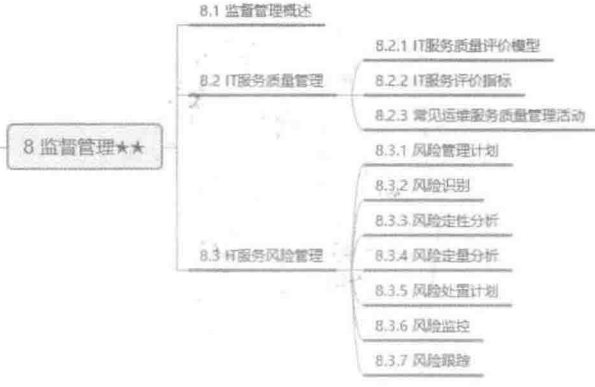 8 监督管理★★
8.1 监督管理概述
8.2 IT服务质量管理
8.2.1 IT服务质量评价模型
8.2.2 IT服务评价指标
8.2.3 常见运维服务质量管理活动
8.3 IT服务风险管理
8.3.1 风险管理计划
8.3.2 风险识别
8.3.3 风险定性分析
8.3.4 风险定量分析
8.3.5 风险处置计划
8.3.6 风险监控
8.3.7 风险跟踪